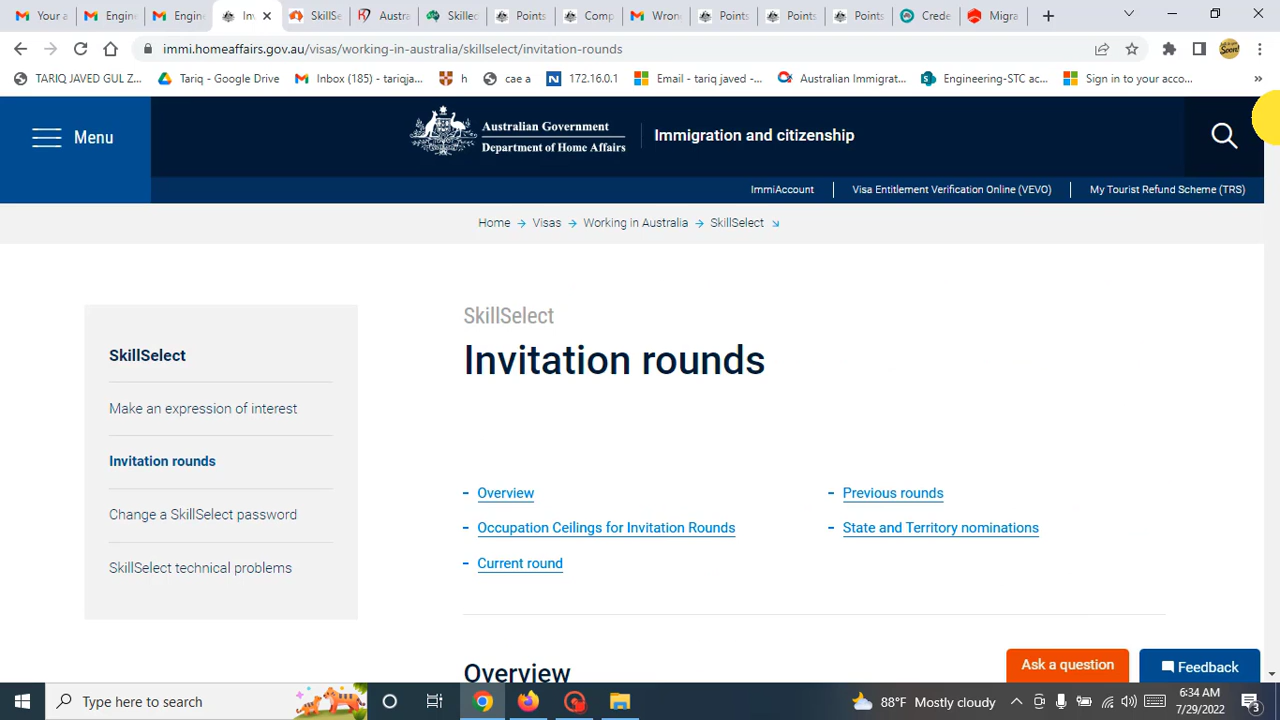 Your a
Engine
Engine
Inv
SkillSe
Austra
Skilled
Points
Comp
Wron
Points
Points
Points
Crede
Migra
immi.homeaffairs.gov.au/visas/working-in-australia/skillselect/invitation-rounds
TARIQ JAVED GUL Z...
Tariq - Google Drive
Inbox (185) - tariqja...
h
cae a
172.16.0.1
Email - tariq javed -...
Australian Immigrat...
Engineering-STC ac...
Sign in to your acco...
Menu
Australian Government
Department of Home Affairs
Immigration and citizenship
ImmiAccount
Visa Entitlement Verification Online (VEVO)
My Tourist Refund Scheme (TRS)
Home
Visas
Working in Australia
SkillSelect
SkillSelect
Make an expression of interest
Invitation rounds
Change a SkillSelect password
SkillSelect technical problems
SkillSelect
Invitation rounds
- Overview
- Occupation Ceilings for Invitation Rounds
- Current round
- Previous rounds
- State and Territory nominations
Overview
Ask a question
Feedback
Type here to search
88°F Mostly cloudy
6:34 AM
7/29/2022
3